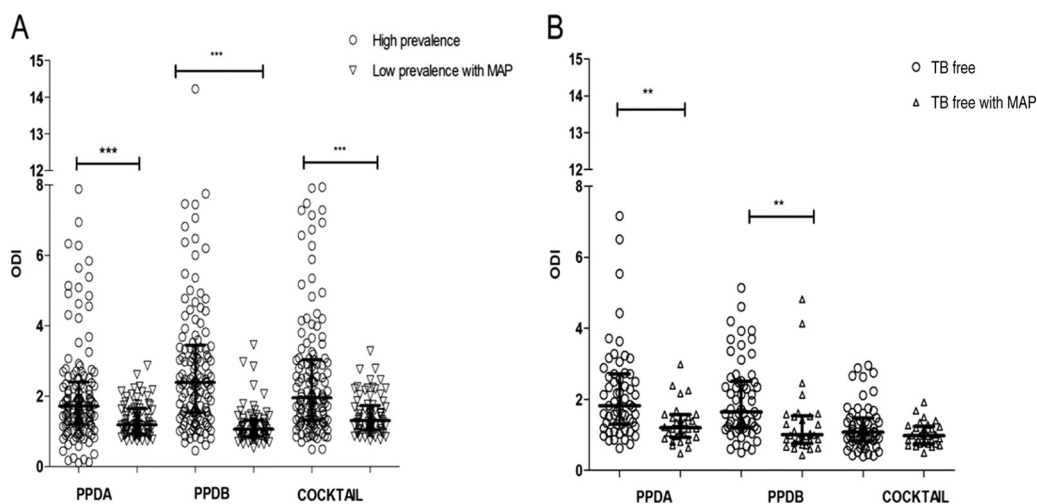 A
High prevalence
Low prevalence with MAP
***
***
***
15
14
13
12
8
6
4
2
0
ODI
PPDA
PPDB
COCKTAIL
B
TB free
TB free with MAP
**
**
15
14
13
12
8
6
4
2
0
ODI
PPDA
PPDB
COCKTAIL